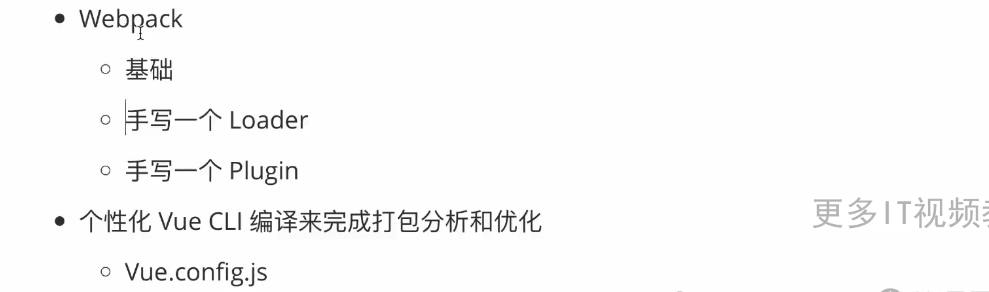 Webpack
基础
手写一个 Loader
手写一个 Plugin
个性化 Vue CLI 编译来完成打包分析和优化
更多IT视频
Vue.config.js